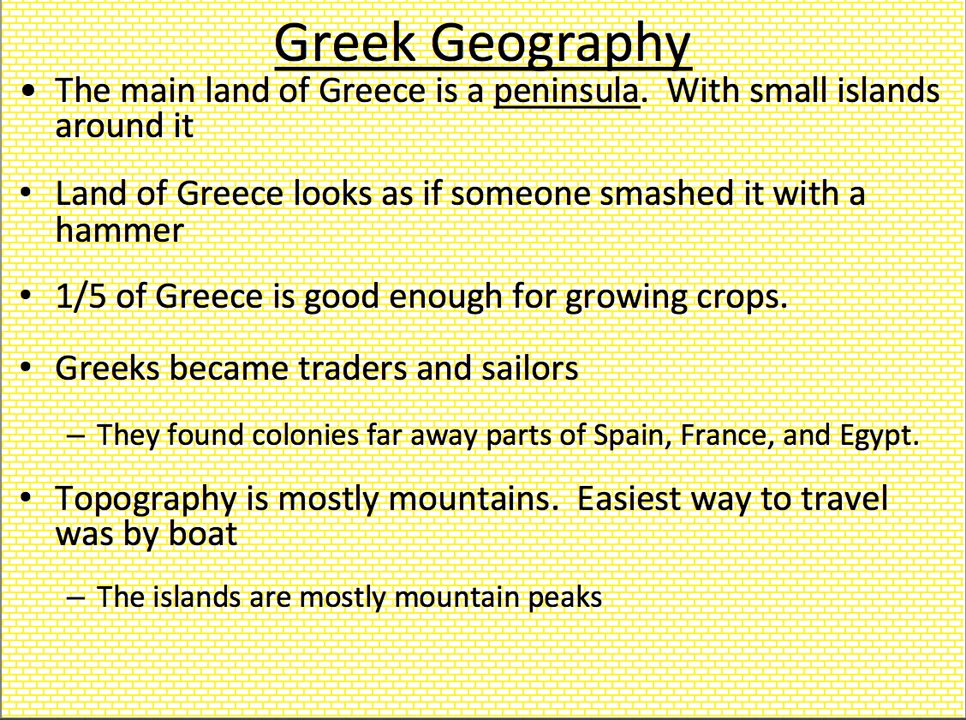 Greek Geography
• The main land of Greece is a peninsula.  With small islands
around it
• Land of Greece looks as if someone smashed it with a
hammer
• 1/5 of Greece is good enough for growing crops.
• Greeks became traders and sailors
– They found colonies far away parts of Spain, France, and Egypt.
• Topography is mostly mountains.  Easiest way to travel
was by boat
– The islands are mostly mountain peaks